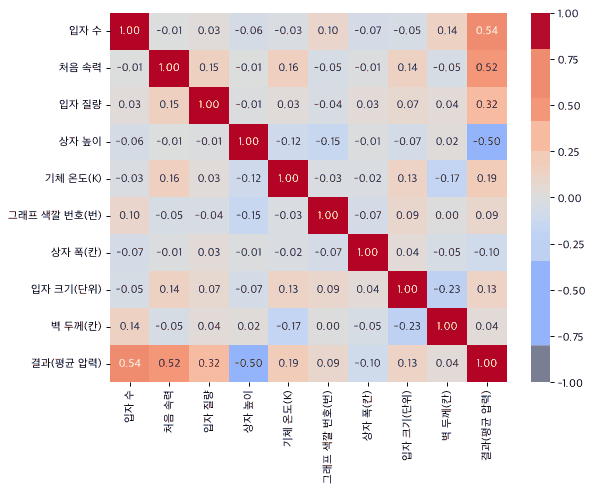 입자 수 1.00 -0.01 0.03 -0.06 -0.03 0.10 -0.07 -0.05 0.14 0.54
처음 속력 -0.01 1.00 0.15 -0.01 0.16 -0.05 -0.01 0.14 -0.05 0.52
입자 질량 0.03 0.15 1.00 -0.01 0.03 -0.04 0.03 0.07 0.04 0.32
상자 높이 -0.06 -0.01 -0.01 1.00 -0.12 -0.15 -0.01 -0.07 0.02 -0.50
기체 온도(K) -0.03 0.16 0.03 -0.12 1.00 -0.03 -0.02 0.13 -0.17 0.19
그래프 색깔 번호(번) 0.10 -0.05 -0.04 -0.15 -0.03 1.00 -0.07 0.09 0.00 0.09
상자 폭(칸) -0.07 -0.01 0.03 -0.01 -0.02 -0.07 1.00 0.04 -0.05 -0.10
입자 크기(단위) -0.05 0.14 0.07 -0.07 0.13 0.09 0.04 1.00 -0.23 0.13
벽 두께(칸) 0.14 -0.05 0.04 0.02 -0.17 0.00 -0.05 -0.23 1.00 0.04
결과(평균 압력) 0.54 0.52 0.32 -0.50 0.19 0.09 -0.10 0.13 0.04 1.00
입자 수
처음 속력
입자 질량
상자 높이
기체 온도(K)
그래프 색깔 번호(번)
상자 폭(칸)
입자 크기(단위)
벽 두께(칸)
결과(평균 압력)
1.00
0.75
0.50
0.25
0.00
-0.25
-0.50
-0.75
-1.00